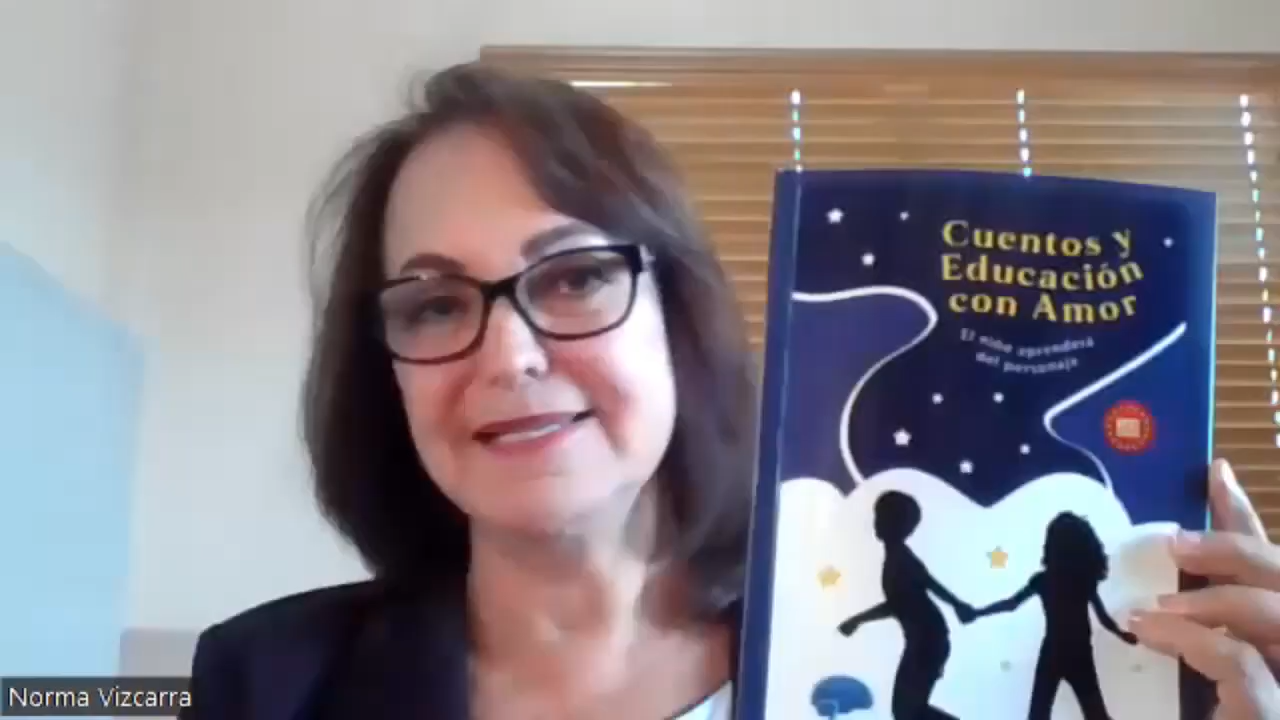 Cuentos y
Educación
con Amor
El niño aprenderá
del personaje
Norma Vizcarra